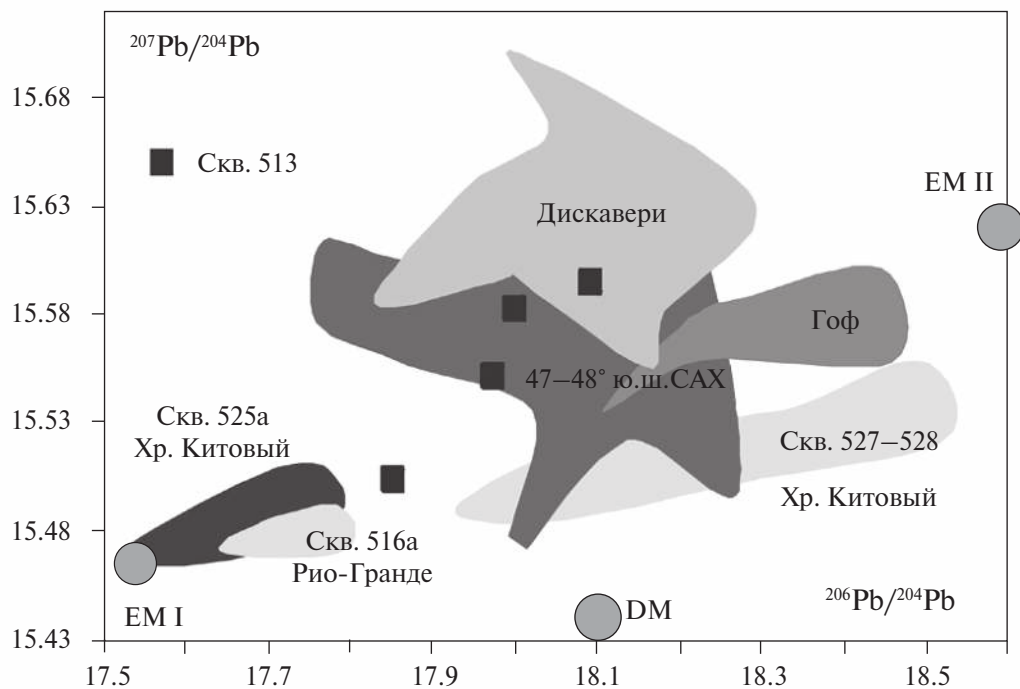 ²⁰⁷Pb/²⁰⁴Pb
15.68
Скв. 513
15.63
EM II
Дискавери
15.58
Гоф
47–48° ю.ш.САХ
15.53
Скв. 525а
Хр. Китовый
Скв. 527–528
Хр. Китовый
15.48
Скв. 516а
Рио-Гранде
²⁰⁶Pb/²⁰⁴Pb
EM I
DM
15.43
17.5
17.7
17.9
18.1
18.3
18.5